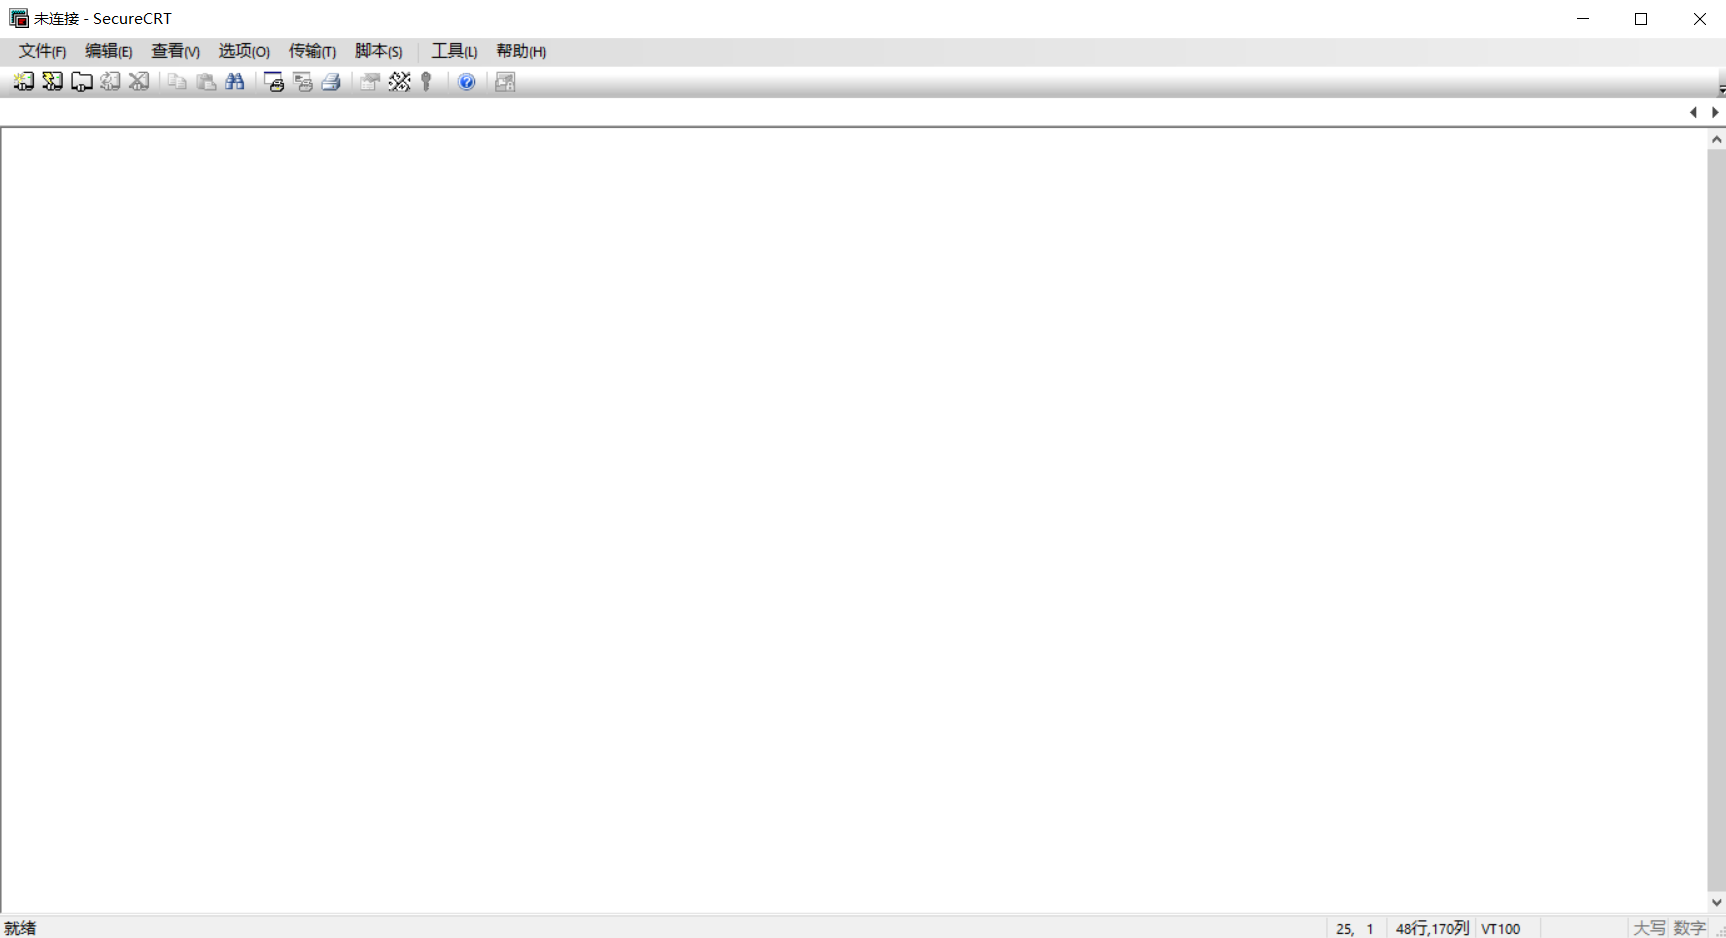 未连接 - SecureCRT
文件(F) 编辑(E) 查看(V) 选项(O) 传输(T) 脚本(S) 工具(L) 帮助(H)
就绪 25, 1 48行,170列 VT100 大写 数字